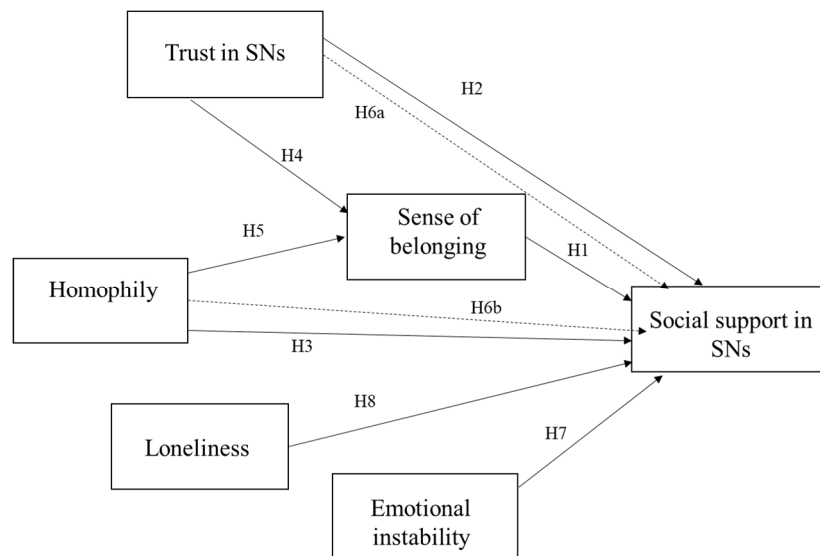 Trust in SNs
H2
H6a
H4
Sense of
belonging
H5
H1
Homophily
H6b
Social support in
SNs
H3
H8
Loneliness
H7
Emotional
instability